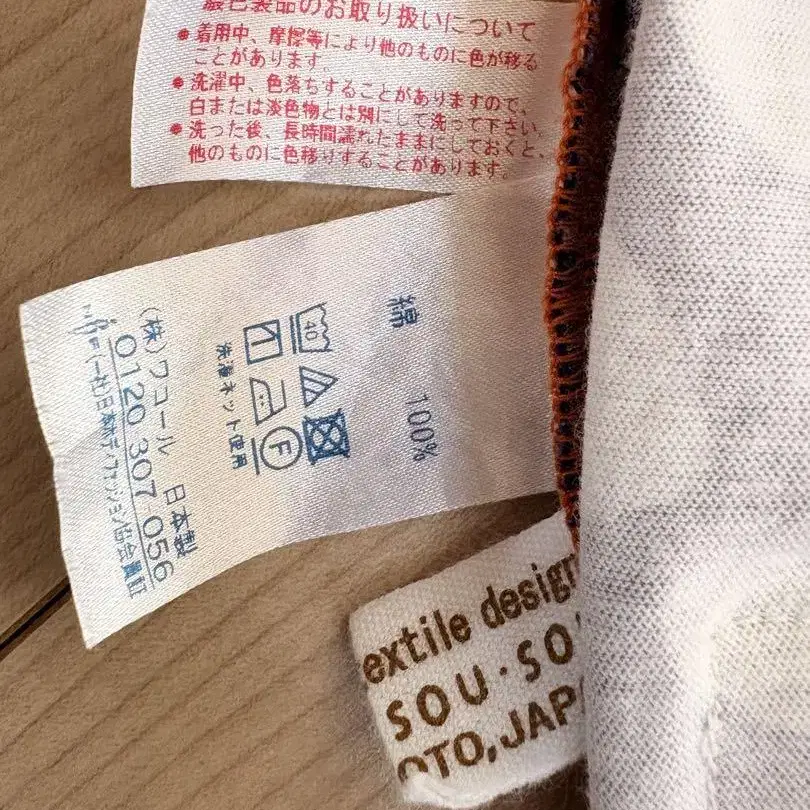 濃色製品のお取り扱いについて
●着用中、摩擦等により他のものに色が移る
ことがあります。
●洗濯中、色落ちすることがありますので、
白または淡色物とは別にして洗って下さい。
●洗った後、長時間濡れたままにしておくと、
他のものに色移りすることがあります。
綿 100%
40
F
洗濯ネット使用
(株)ワコール 日本製
0120 307 056
extile design
SOU・SO
OTO, JAP